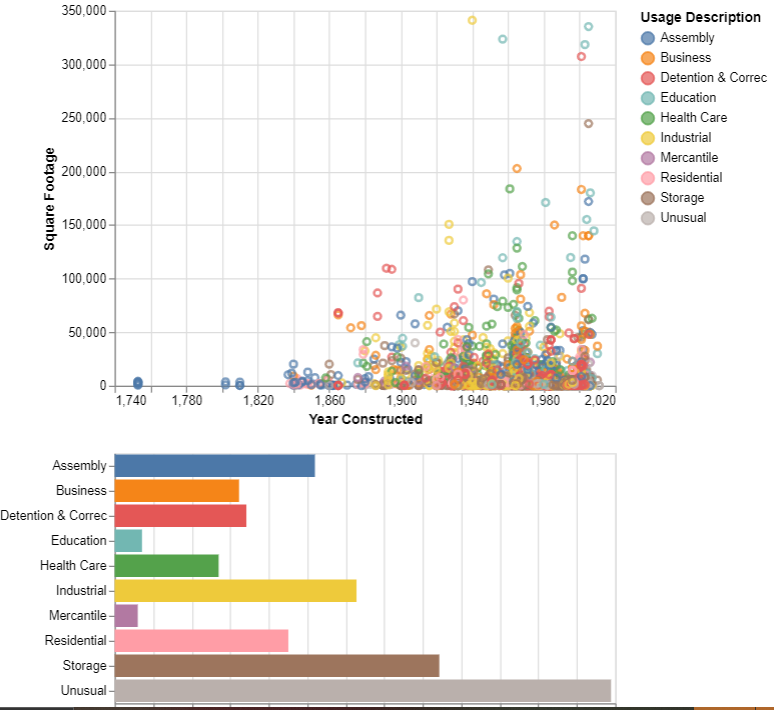 350,000
300,000
250,000
200,000
150,000
100,000
50,000
0
Square Footage
1,740 1,780 1,820 1,860 1,900 1,940 1,980 2,020
Year Constructed
Usage Description
Assembly
Business
Detention & Correc
Education
Health Care
Industrial
Mercantile
Residential
Storage
Unusual
Assembly
Business
Detention & Correc
Education
Health Care
Industrial
Mercantile
Residential
Storage
Unusual